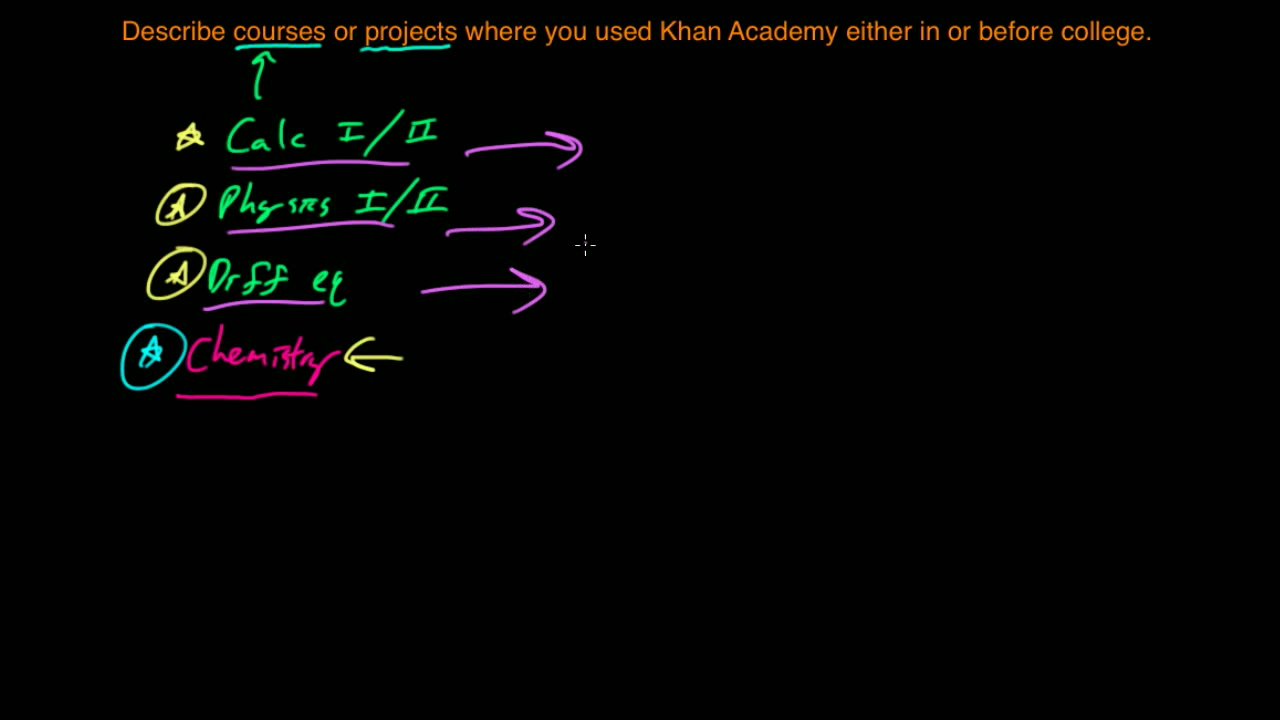 Describe courses or projects where you used Khan Academy either in or before college.
Calc I/II
Physics I/II
Diff eq
Chemistry